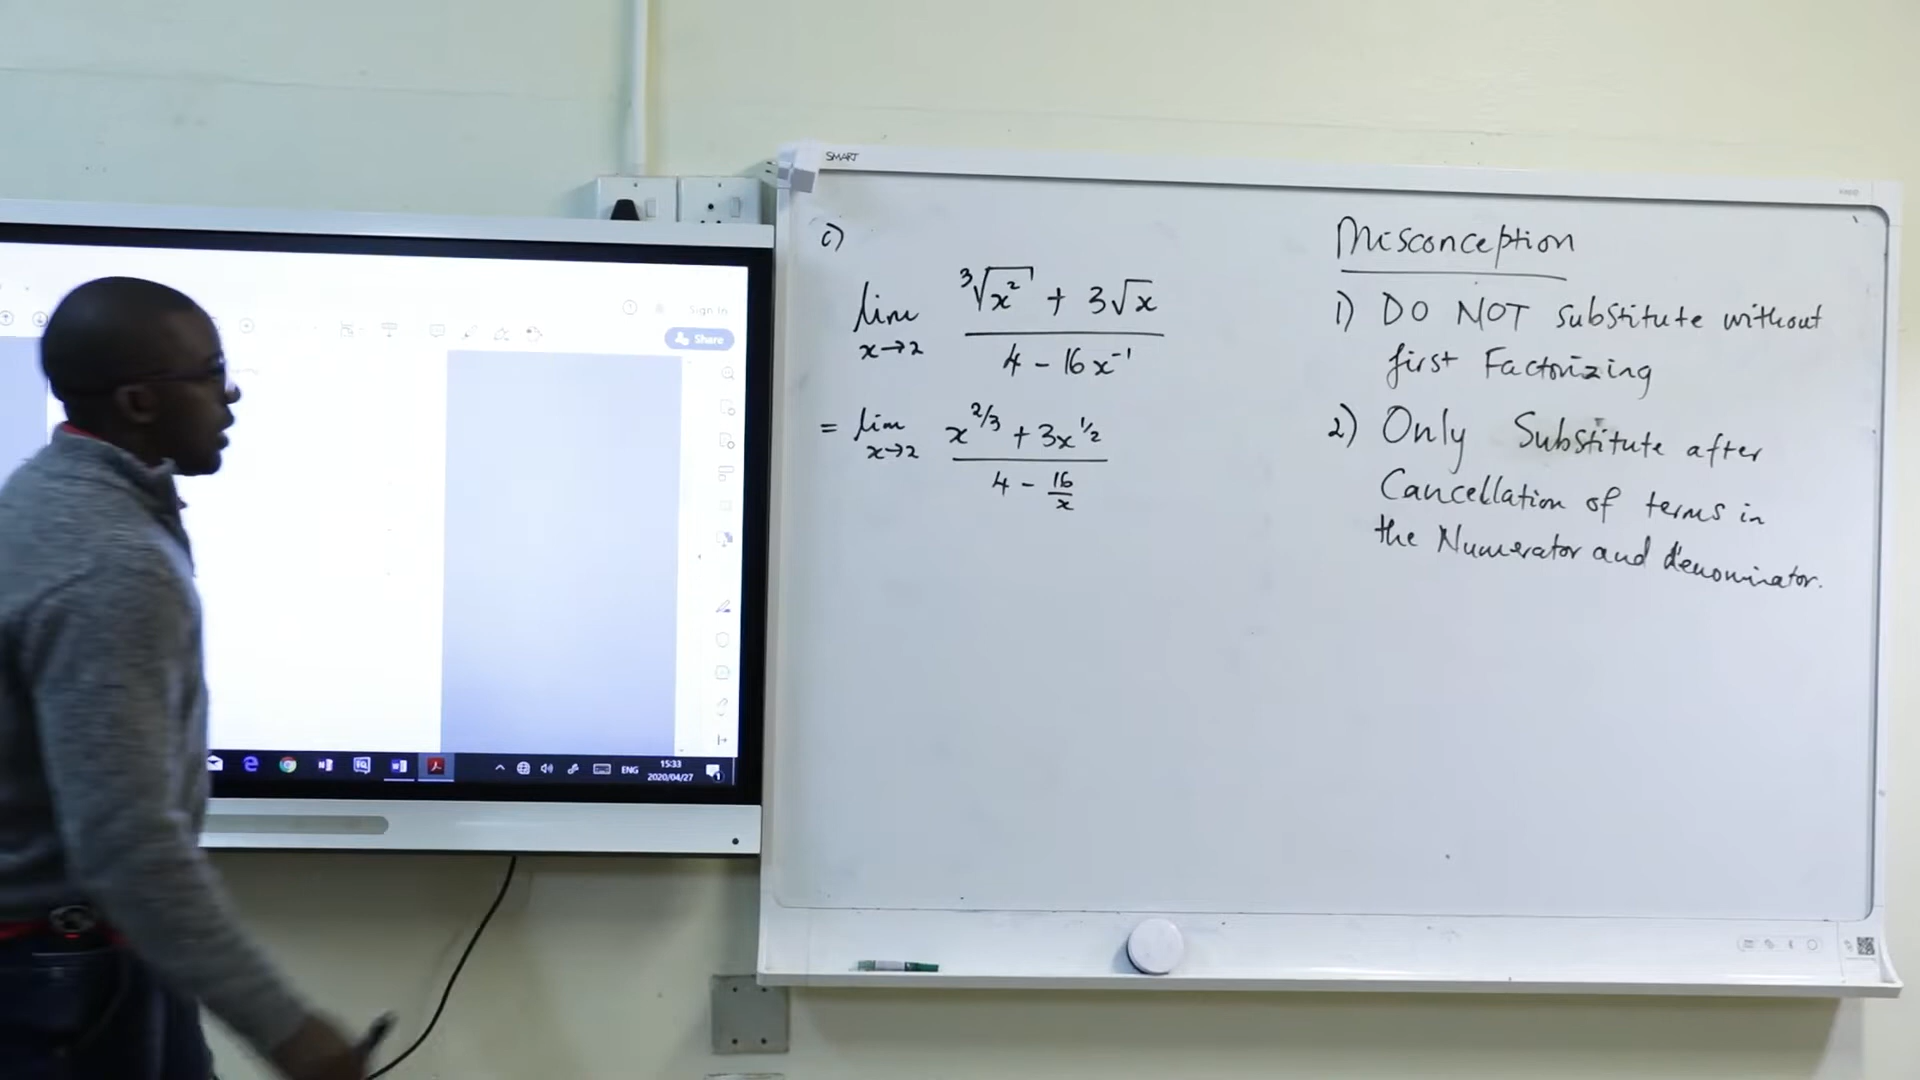 SMART
c)
lim ∛x² + 3√x
x→2 4 - 16x⁻¹
= lim x^2/3 + 3x^1/2
x→2 4 - 16/x
Misconception
1) DO NOT substitute without
first Factorizing
2) Only Substitute after
Cancellation of terms in
the Numerator and denominator.
Sign In
Share
ENG
15:33
2020/04/27